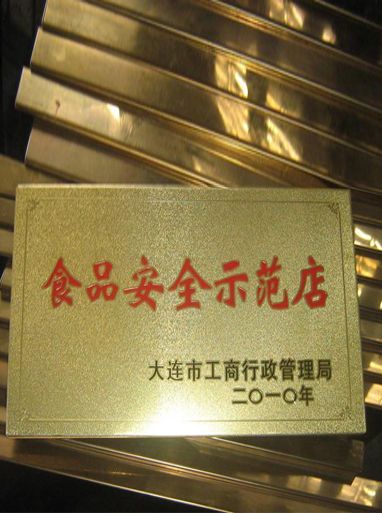 食品安全示范店
大连市工商行政管理局
二〇一〇年